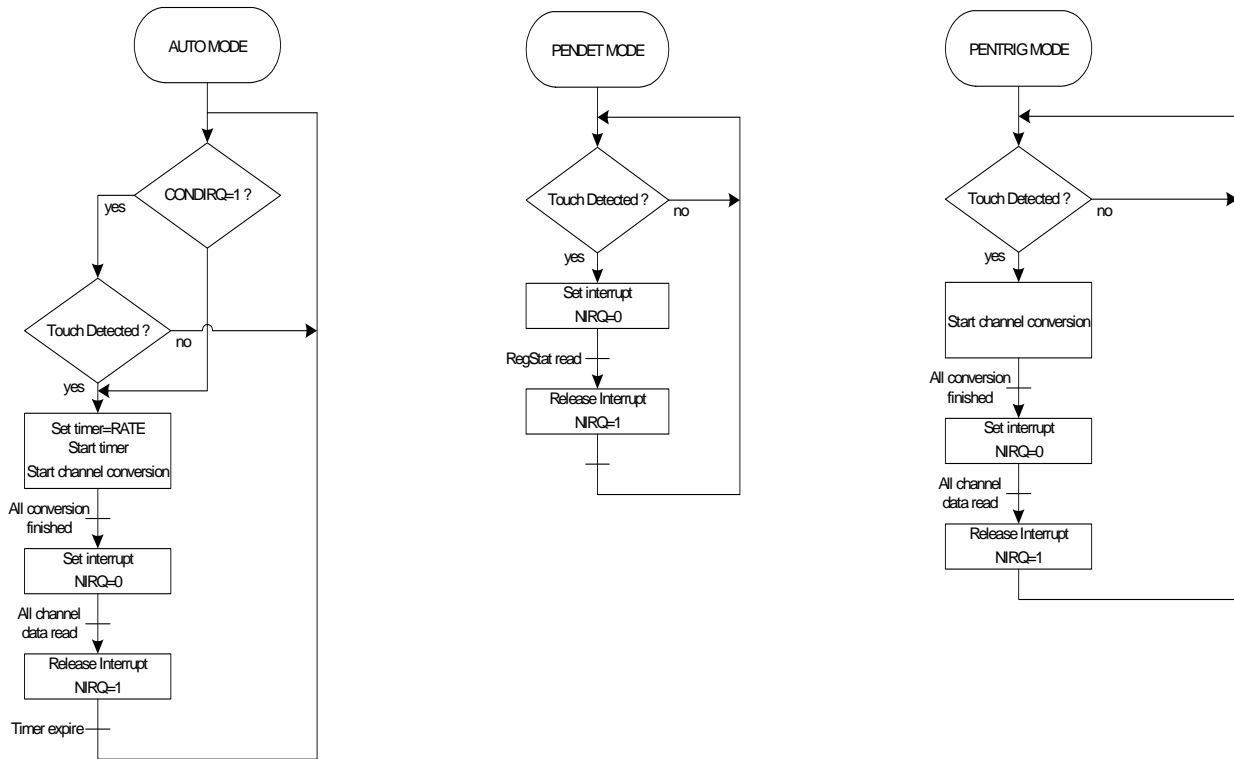 AUTO MODE
CONDIRQ=1 ?
yes
Touch Detected ?
no
yes
Set timer=RATE
Start timer
Start channel conversion
All conversion
finished
Set interrupt
NIRQ=0
All channel
data read
Release Interrupt
NIRQ=1
Timer expire
PENDET MODE
Touch Detected ?
no
yes
Set interrupt
NIRQ=0
RegStat read
Release Interrupt
NIRQ=1
PENTRIG MODE
Touch Detected ?
no
yes
Start channel conversion
All conversion
finished
Set interrupt
NIRQ=0
All channel
data read
Release Interrupt
NIRQ=1